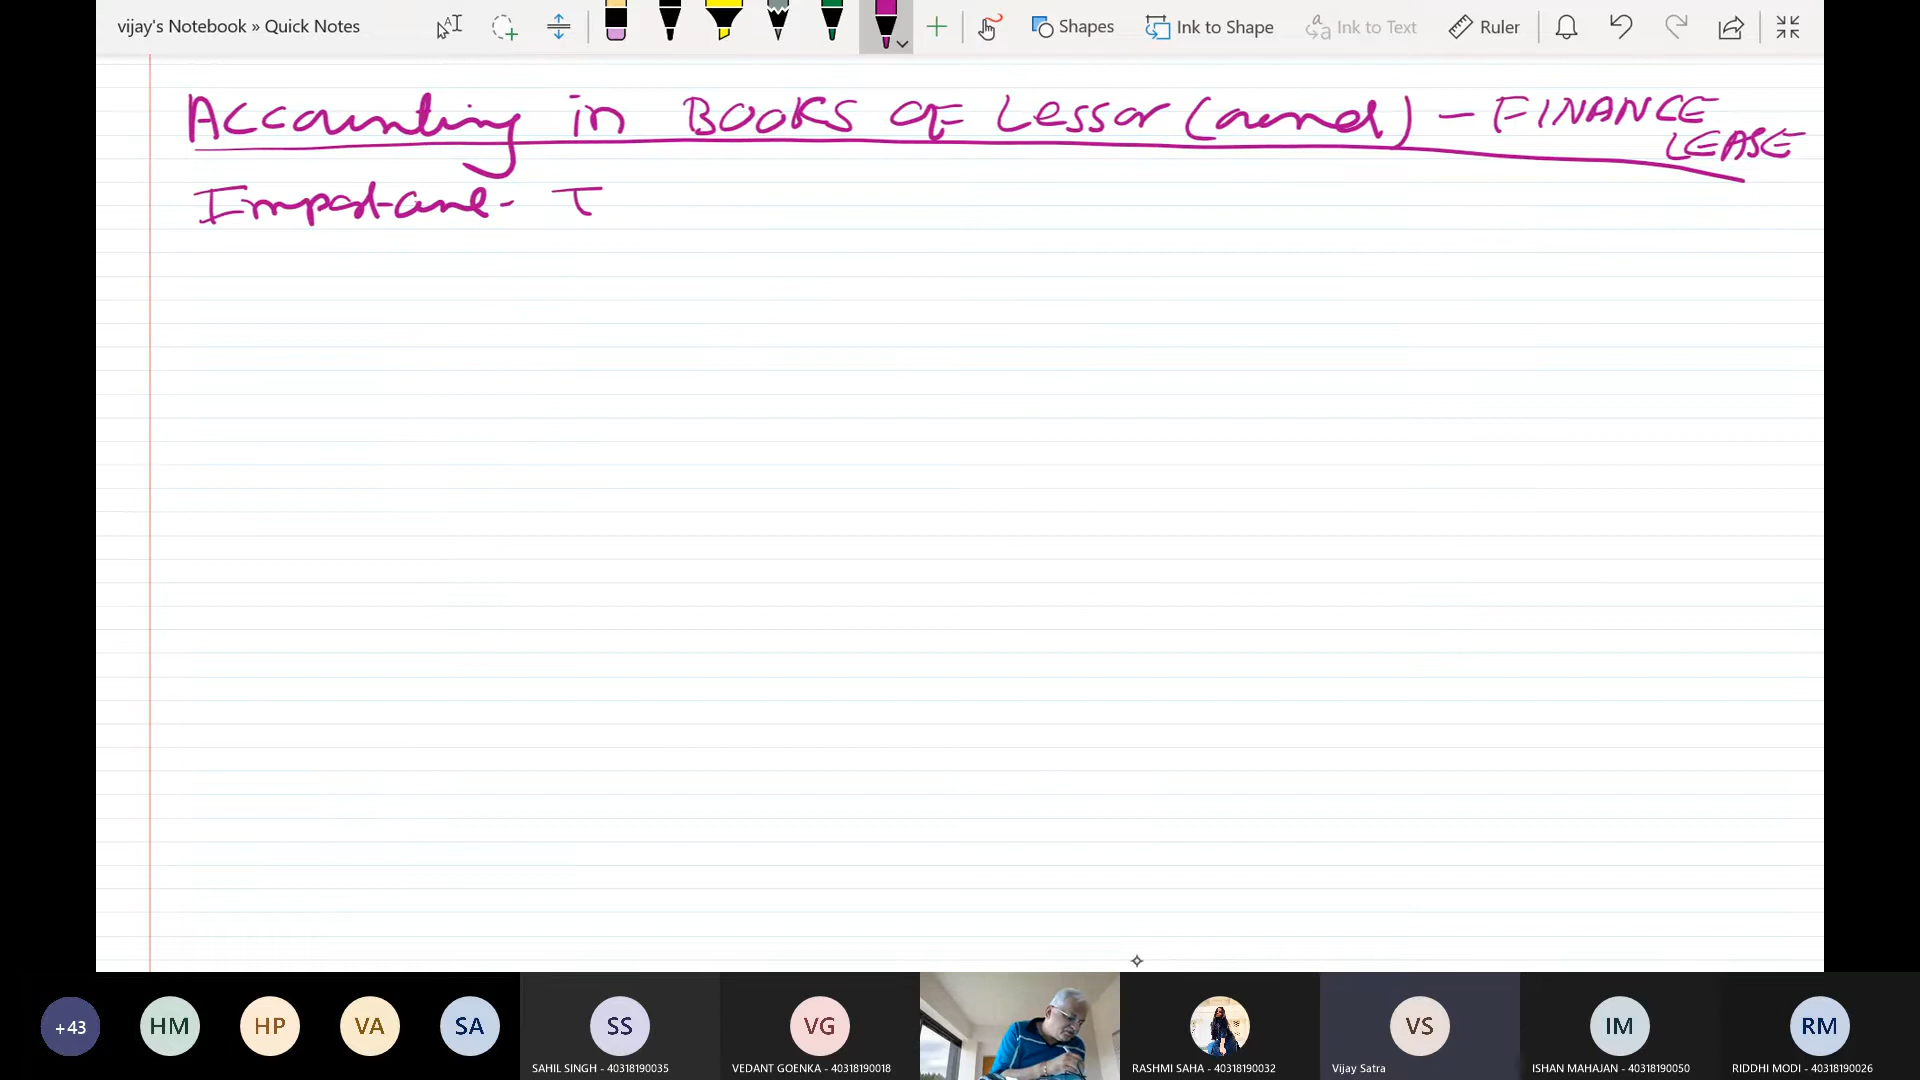 vijay's Notebook » Quick Notes
Shapes
Ink to Shape
Ink to Text
Ruler
Accounting in BOOKS OF Lessor ( ) - FINANCE
LEASE
- T
+43
HM
HP
VA
SA
SS
VG
VS
IM
RM
SAHIL SINGH - 40318190035
VEDANT GOENKA - 40318190018
RASHMI SAHA - 40318190032
Vijay Satra
ISHAN MAHAJAN - 40318190050
RIDDHI MODI - 40318190026